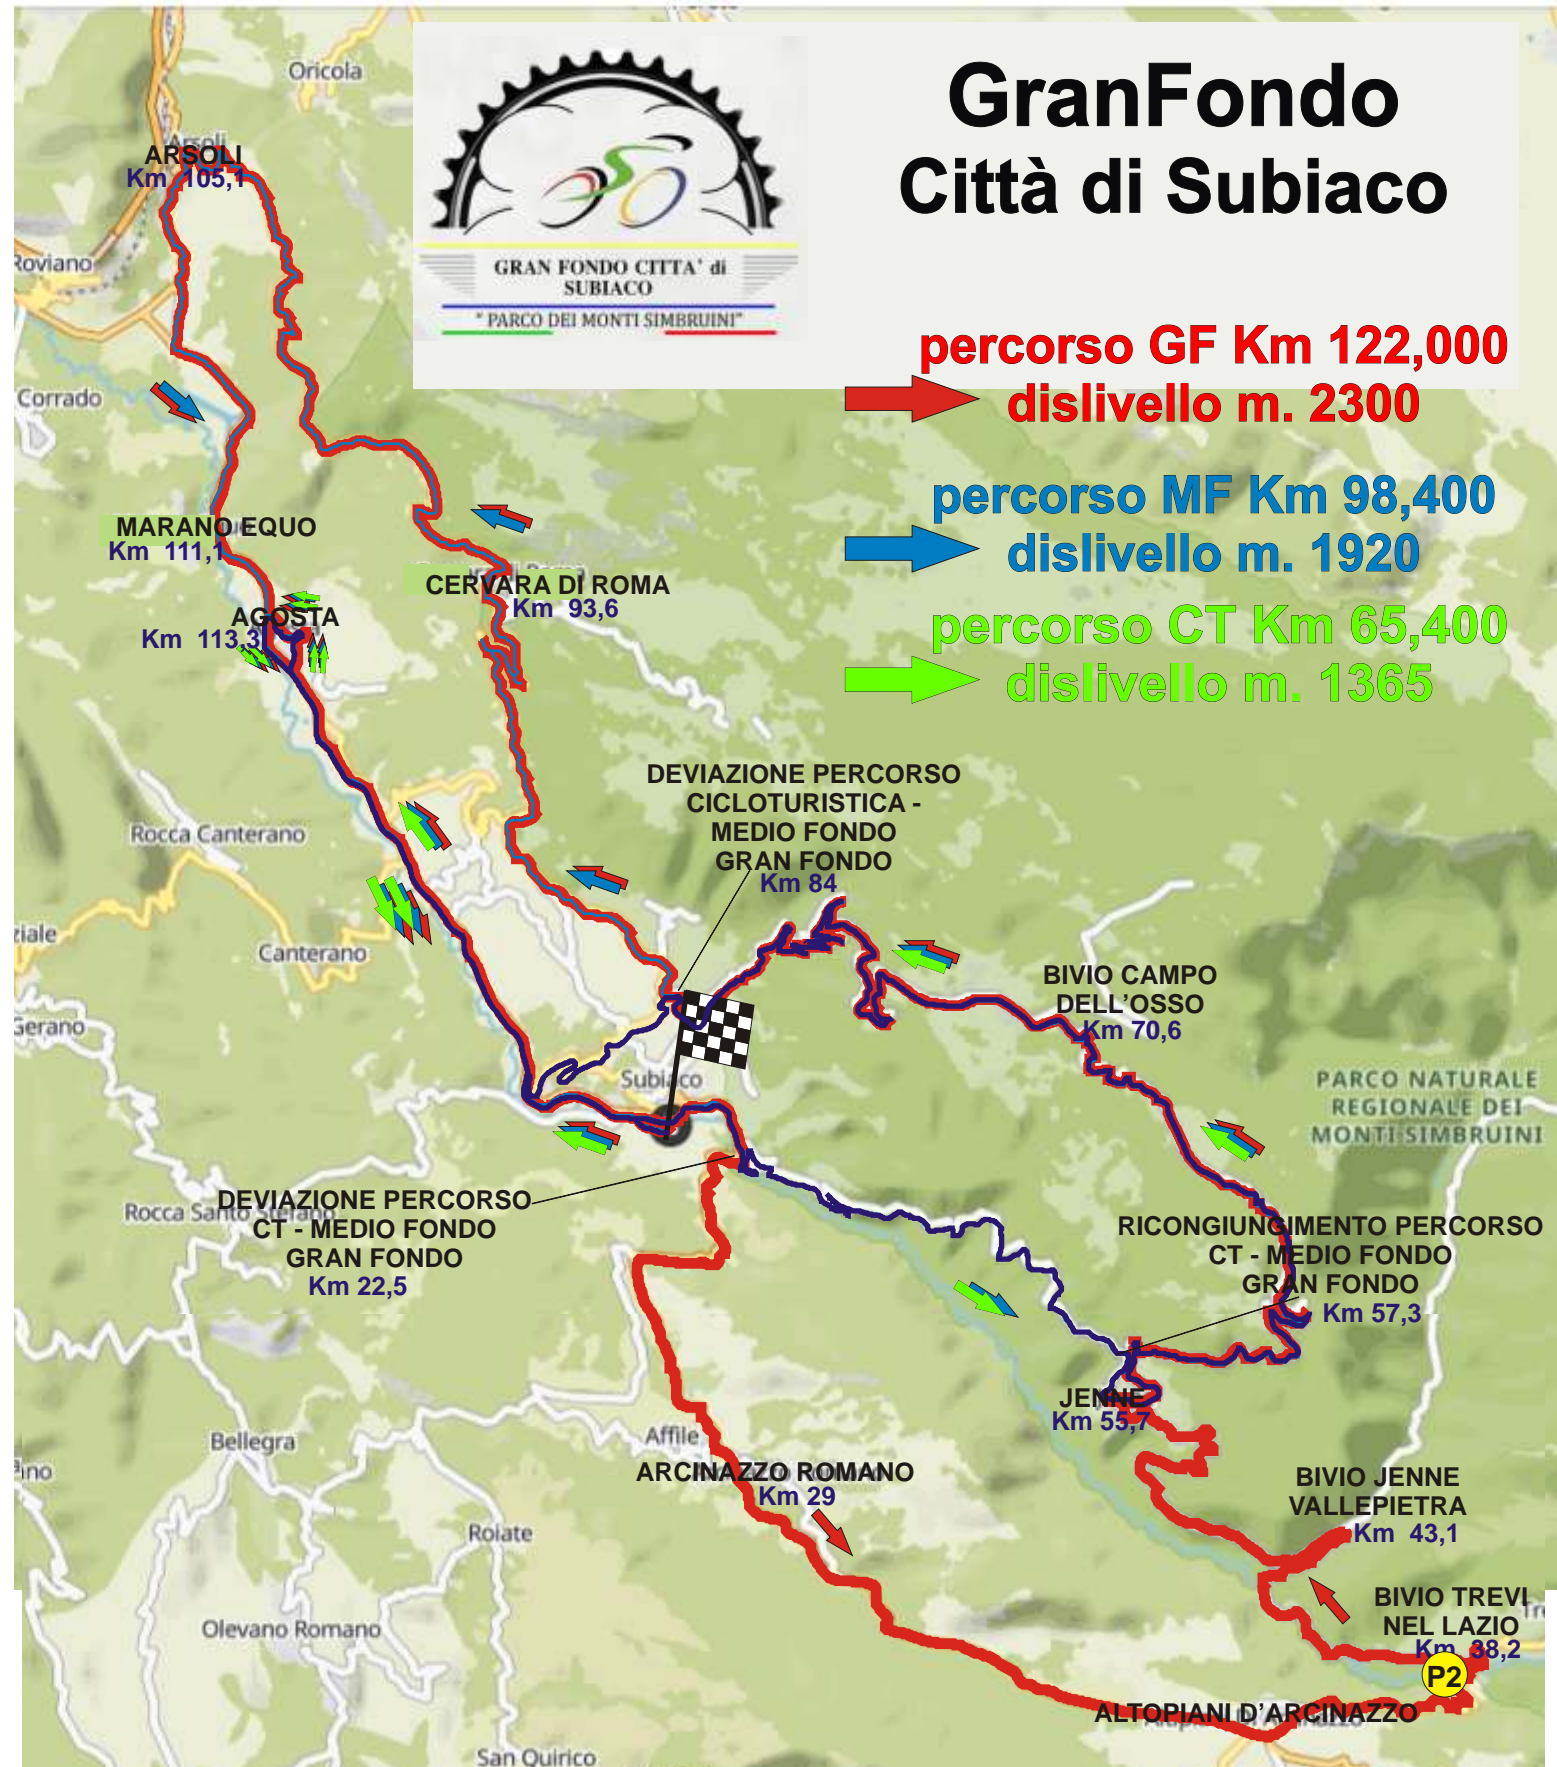 Oricola
GranFondo
Città di Subiaco
ARSOLI
Km 105,1
GRAN FONDO CITTA' di
SUBIACO
" PARCO DEI MONTI SIMBRUINI"
Roviano
percorso GF Km 122,000
dislivello m. 2300
Corrado
percorso MF Km 98,400
dislivello m. 1920
MARANO EQUO
Km 111,1
CERVARA DI ROMA
Km 93,6
AGOSTA
Km 113,3
percorso CT Km 65,400
dislivello m. 1365
DEVIAZIONE PERCORSO
CICLOTURISTICA -
MEDIO FONDO
GRAN FONDO
Km 84
Rocca Canterano
ziale
Canterano
BIVIO CAMPO
DELL'OSSO
Km 70,6
Gerano
Subiaco
PARCO NATURALE
REGIONALE DEI
MONTI SIMBRUINI
DEVIAZIONE PERCORSO
CT - MEDIO FONDO
GRAN FONDO
Km 22,5
Rocca Santo Stefano
RICONGIUNGIMENTO PERCORSO
CT - MEDIO FONDO
GRAN FONDO
Km 57,3
JENNE
Km 55,7
Affile
Bellegra
ARCINAZZO ROMANO
Km 29
BIVIO JENNE
VALLEPIETRA
Km 43,1
Roiate
BIVIO TREVI
NEL LAZIO
Km 38,2
P2
Olevano Romano
ALTOPIANI D'ARCINAZZO
San Quirico